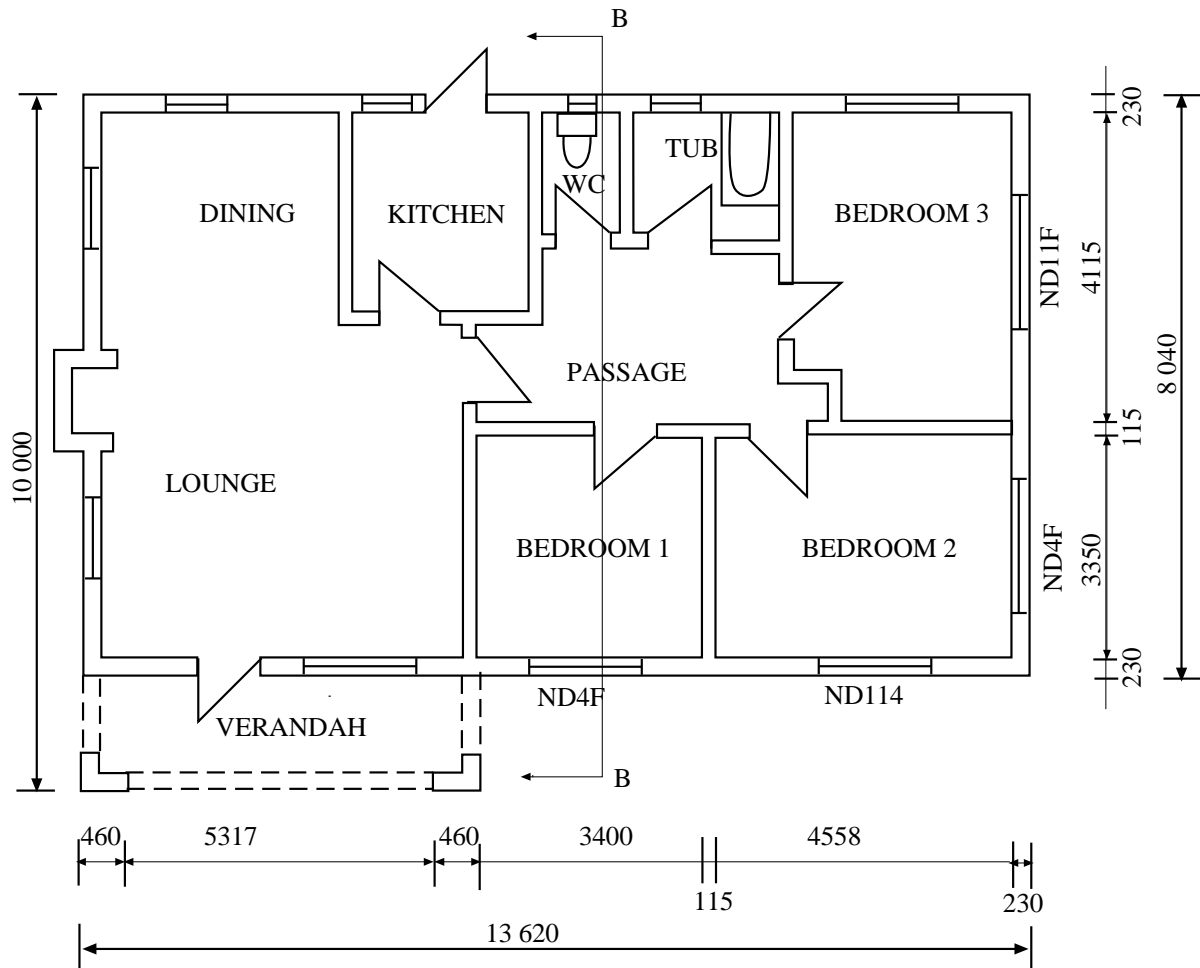 B
230
TUB
WC
DINING
KITCHEN
BEDROOM 3
ND11F
4115
8 040
PASSAGE
115
10 000
LOUNGE
BEDROOM 1
BEDROOM 2
ND4F
3350
230
ND4F
ND114
VERANDAH
B
460
5317
460
3400
4558
115
230
13 620